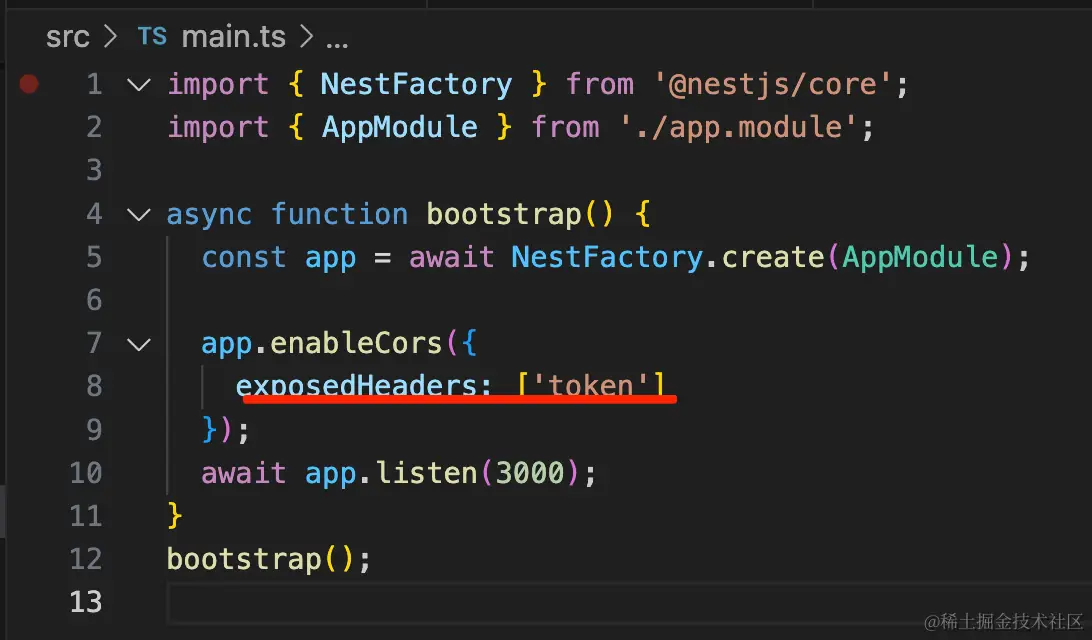 src > TS main.ts > ...
1 import { NestFactory } from '@nestjs/core';
2 import { AppModule } from './app.module';
3
4 async function bootstrap() {
5   const app = await NestFactory.create(AppModule);
6
7   app.enableCors({
8     exposedHeaders: ['token']
9   });
10   await app.listen(3000);
11 }
12 bootstrap();
13
@稀土掘金技术社区